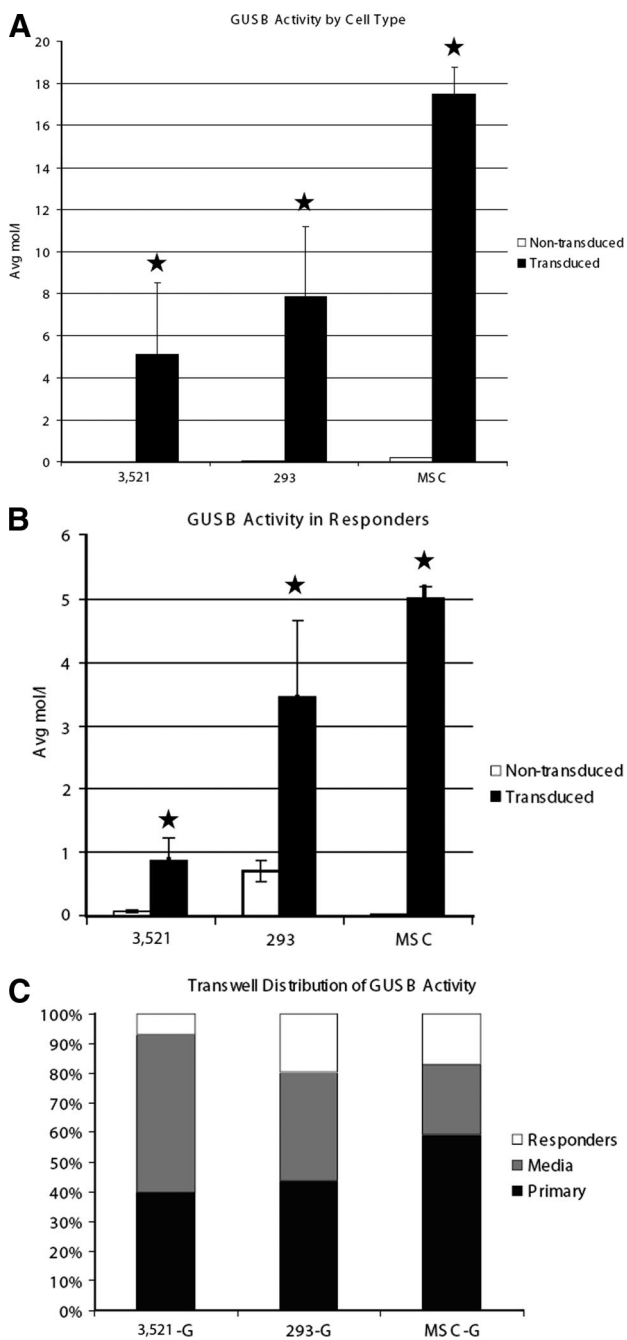 A
GUSB Activity by Cell Type
20
18
16
14
12
10
8
6
4
2
0
Avg mol/l
3,521
293
MSC
Non-transduced
Transduced
B
GUSB Activity in Responders
6
5
4
3
2
1
0
Avg mol/l
3,521
293
MSC
Non-transduced
Transduced
C
Transwell Distribution of GUSB Activity
100%
90%
80%
70%
60%
50%
40%
30%
20%
10%
0%
3,521-G
293-G
MSC-G
Responders
Media
Primary